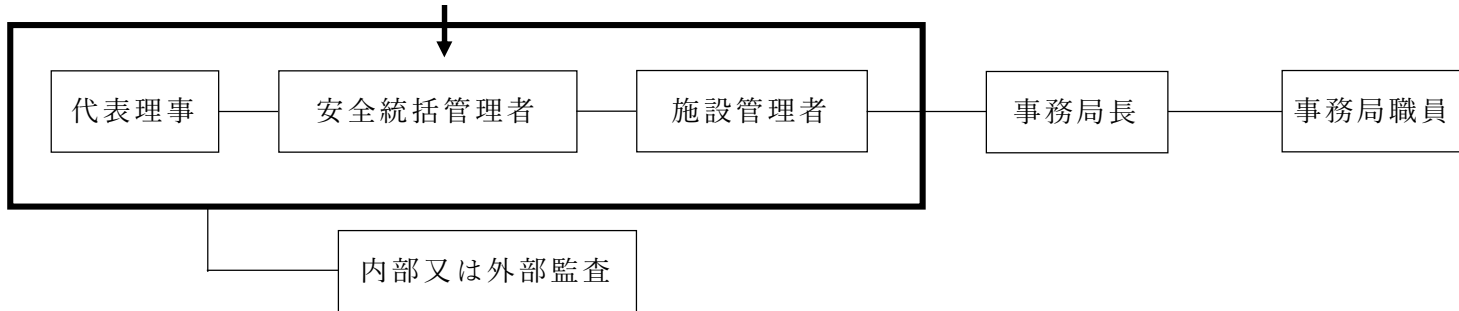 代表理事
安全統括管理者
施設管理者
事務局長
事務局職員
内部又は外部監査